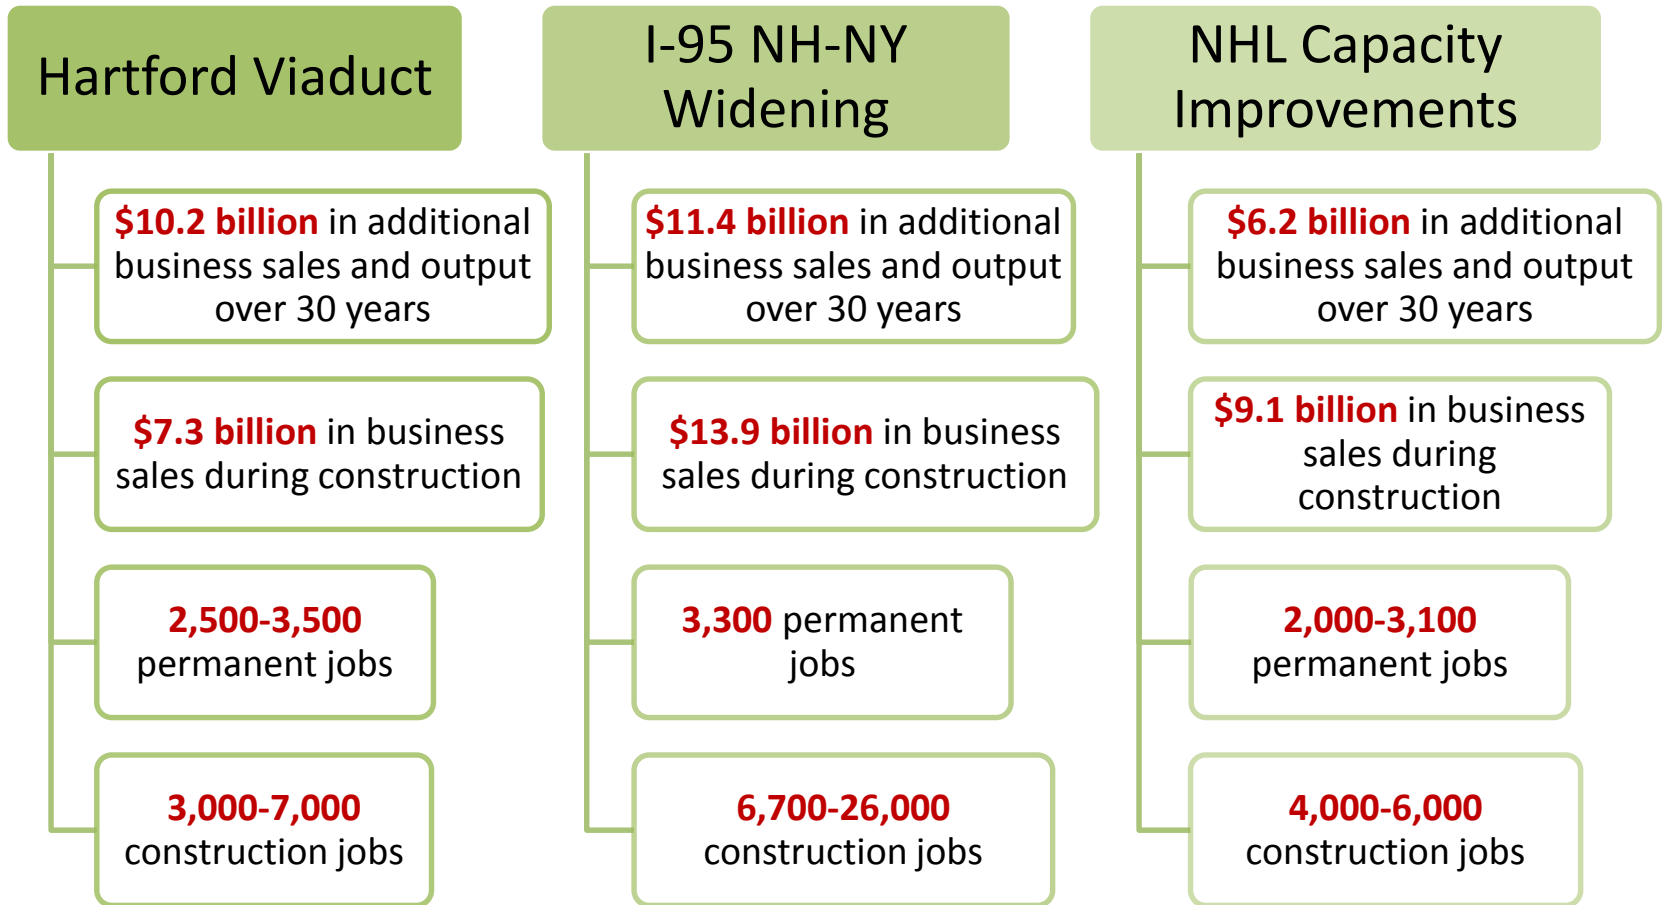 Hartford Viaduct
$10.2 billion in additional
business sales and output
over 30 years
$7.3 billion in business
sales during construction
2,500-3,500
permanent jobs
3,000-7,000
construction jobs
I-95 NH-NY
Widening
$11.4 billion in additional
business sales and output
over 30 years
$13.9 billion in business
sales during construction
3,300 permanent
jobs
6,700-26,000
construction jobs
NHL Capacity
Improvements
$6.2 billion in additional
business sales and output
over 30 years
$9.1 billion in business
sales during
construction
2,000-3,100
permanent jobs
4,000-6,000
construction jobs